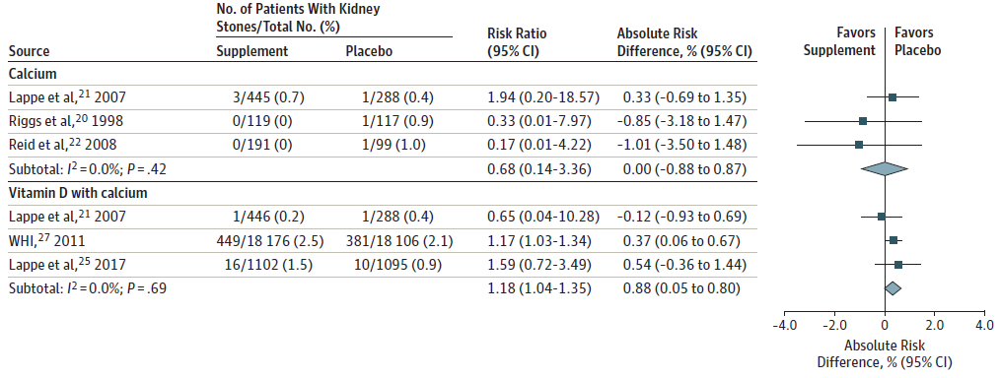 No. of Patients With Kidney
Stones/Total No. (%)
Risk Ratio
(95% CI)
Absolute Risk
Difference, % (95% CI)
Favors
Supplement
Favors
Placebo
Source Supplement Placebo
Calcium
Lappe et al,21 2007 3/445 (0.7) 1/288 (0.4) 1.94 (0.20-18.57) 0.33 (-0.69 to 1.35)
Riggs et al,20 1998 0/119 (0) 1/117 (0.9) 0.33 (0.01-7.97) -0.85 (-3.18 to 1.47)
Reid et al,22 2008 0/191 (0) 1/99 (1.0) 0.17 (0.01-4.22) -1.01 (-3.50 to 1.48)
Subtotal: I2=0.0%; P=.42 0.68 (0.14-3.36) 0.00 (-0.88 to 0.87)
Vitamin D with calcium
Lappe et al,21 2007 1/446 (0.2) 1/288 (0.4) 0.65 (0.04-10.28) -0.12 (-0.93 to 0.69)
WHI,27 2011 449/18 176 (2.5) 381/18 106 (2.1) 1.17 (1.03-1.34) 0.37 (0.06 to 0.67)
Lappe et al,25 2017 16/1102 (1.5) 10/1095 (0.9) 1.59 (0.72-3.49) 0.54 (-0.36 to 1.44)
Subtotal: I2=0.0%; P=.69 1.18 (1.04-1.35) 0.88 (0.05 to 0.80)
-4.0 -2.0 0 2.0 4.0
Absolute Risk
Difference, % (95% CI)